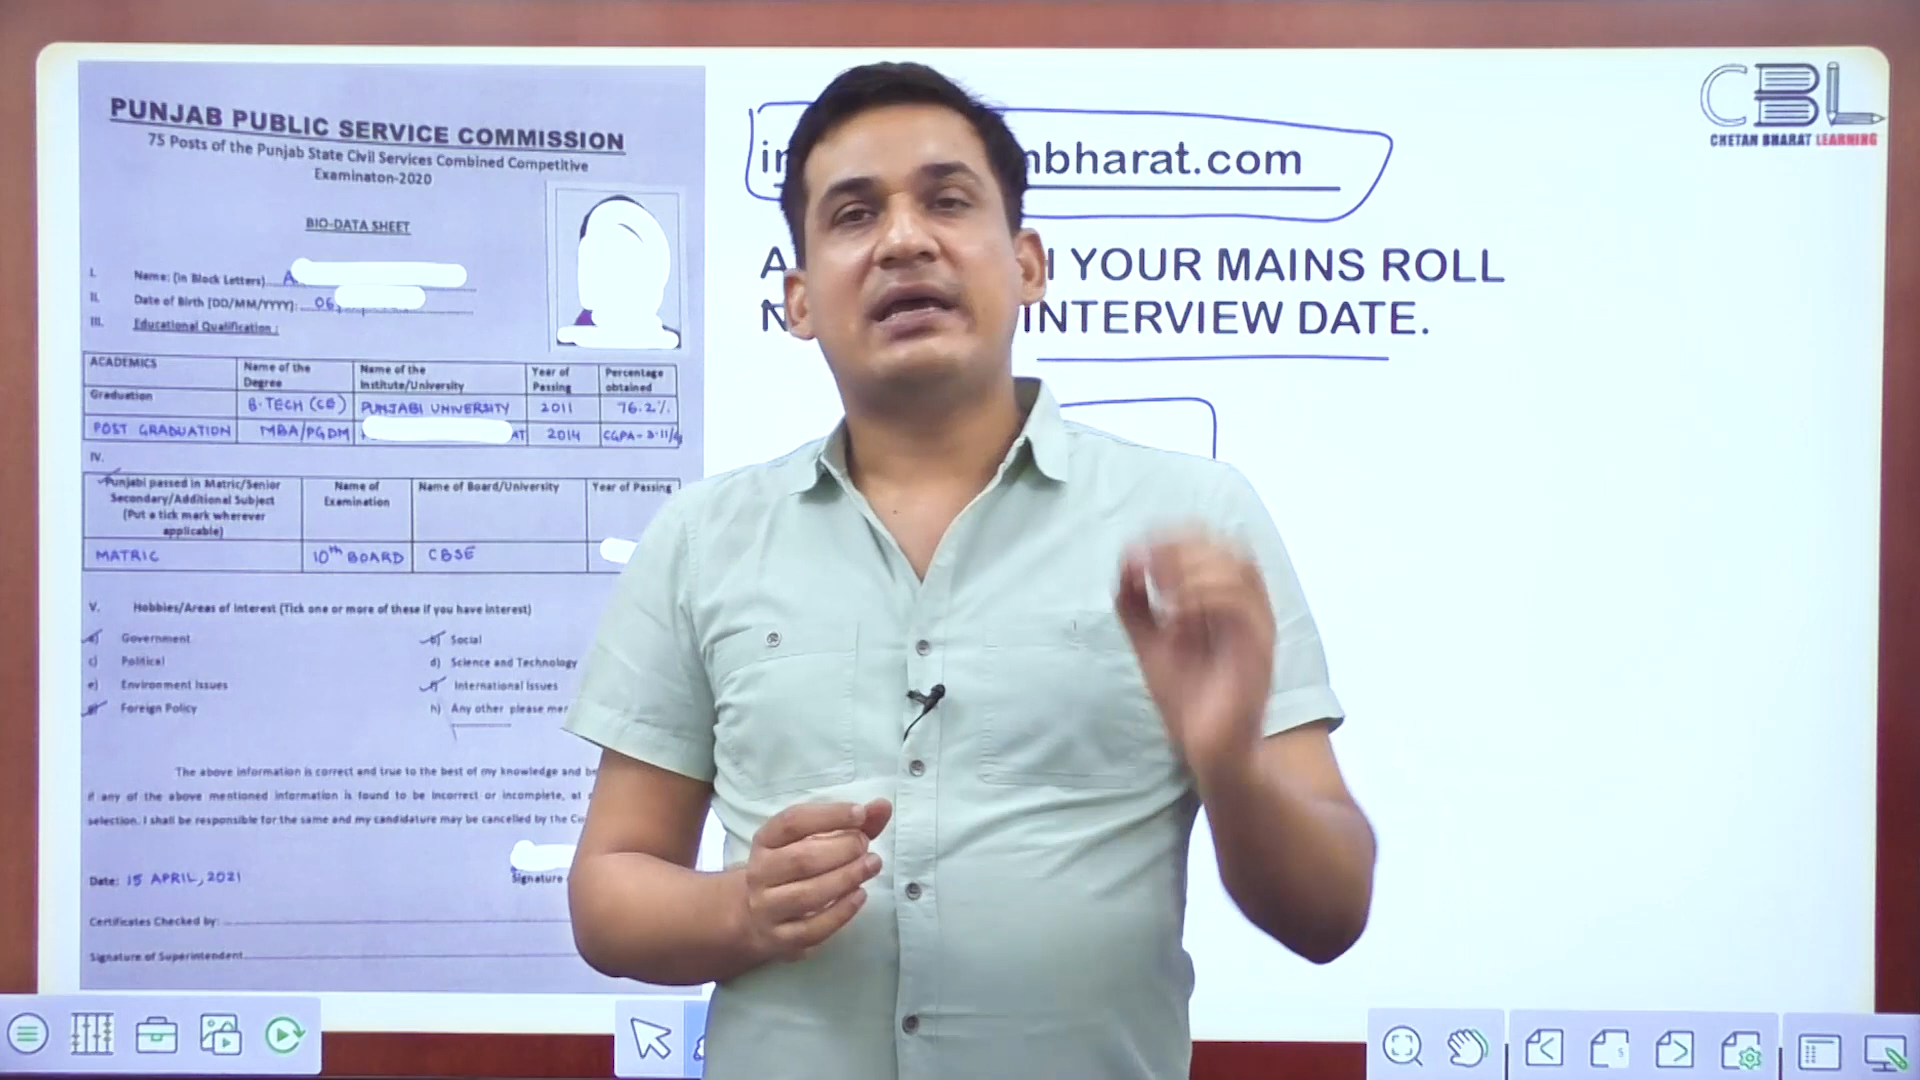 PUNJAB PUBLIC SERVICE COMMISSION
75 Posts of the Punjab State Civil Services Combined Competitive
Examinaton-2020
BIO-DATA SHEET
I. Name: (in Block Letters) A
II. Date of Birth (DD/MM/YYYY): 06
III. Educational Qualification :
ACADEMICS Name of the Degree Name of the Institute/University Year of Passing Percentage obtained
Graduation B.TECH (CE) PUNJABI UNIVERSITY 2011 76.2%
POST GRADUATION MBA/PGDM AT 2014 CGPA-3.11/4
IV.
Punjabi passed in Matric/Senior Secondary/Additional Subject (Put a tick mark wherever applicable) Name of Examination Name of Board/University Year of Passing
MATRIC 10th BOARD CBSE
V. Hobbies/Areas of Interest (Tick one or more of these if you have interest)
a) Government b) Social
c) Political d) Science and Technology
e) Environment Issues f) International Issues
g) Foreign Policy h) Any other please
The above information is correct and true to the best of my knowledge and
if any of the above mentioned information is found to be incorrect or incomplete, at
selection. I shall be responsible for the same and my candidature may be cancelled by the
Date: 15 APRIL, 2021 Signature
Certificates Checked by:
Signature of Superintendent
nbharat.com
YOUR MAINS ROLL
INTERVIEW DATE.
CBL
CHETAN BHARAT LEARNING
5